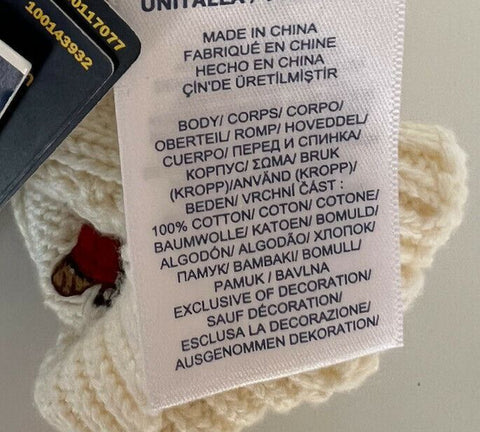 100117077
100143932
UNITALLA /
MADE IN CHINA
FABRIQUÉ EN CHINE
HECHO EN CHINA
ÇİN'DE ÜRETİLMİŞTİR
BODY/ CORPS/ CORPO/
OBERTEIL/ ROMP/ HOVEDDEL/
CUERPO/ ПЕРЕД И СПИНКА/
КОРПУС/ ΣΩΜΑ/ BRUK
(KROPP)/ANVÄND (KROPP)/
BEDEN/ VRCHNÍ ČÁST :
100% COTTON/ COTON/ COTONE/
BAUMWOLLE/ KATOEN/ BOMULD/
ALGODÓN/ ALGODÃO/ ХЛОПОК/
ПАМУК/ ΒΑΜΒΑΚΙ/ BOMULL/
PAMUK / BAVLNA
EXCLUSIVE OF DECORATION/
SAUF DÉCORATION/
ESCLUSA LA DECORAZIONE/
AUSGENOMMEN DEKORATION/